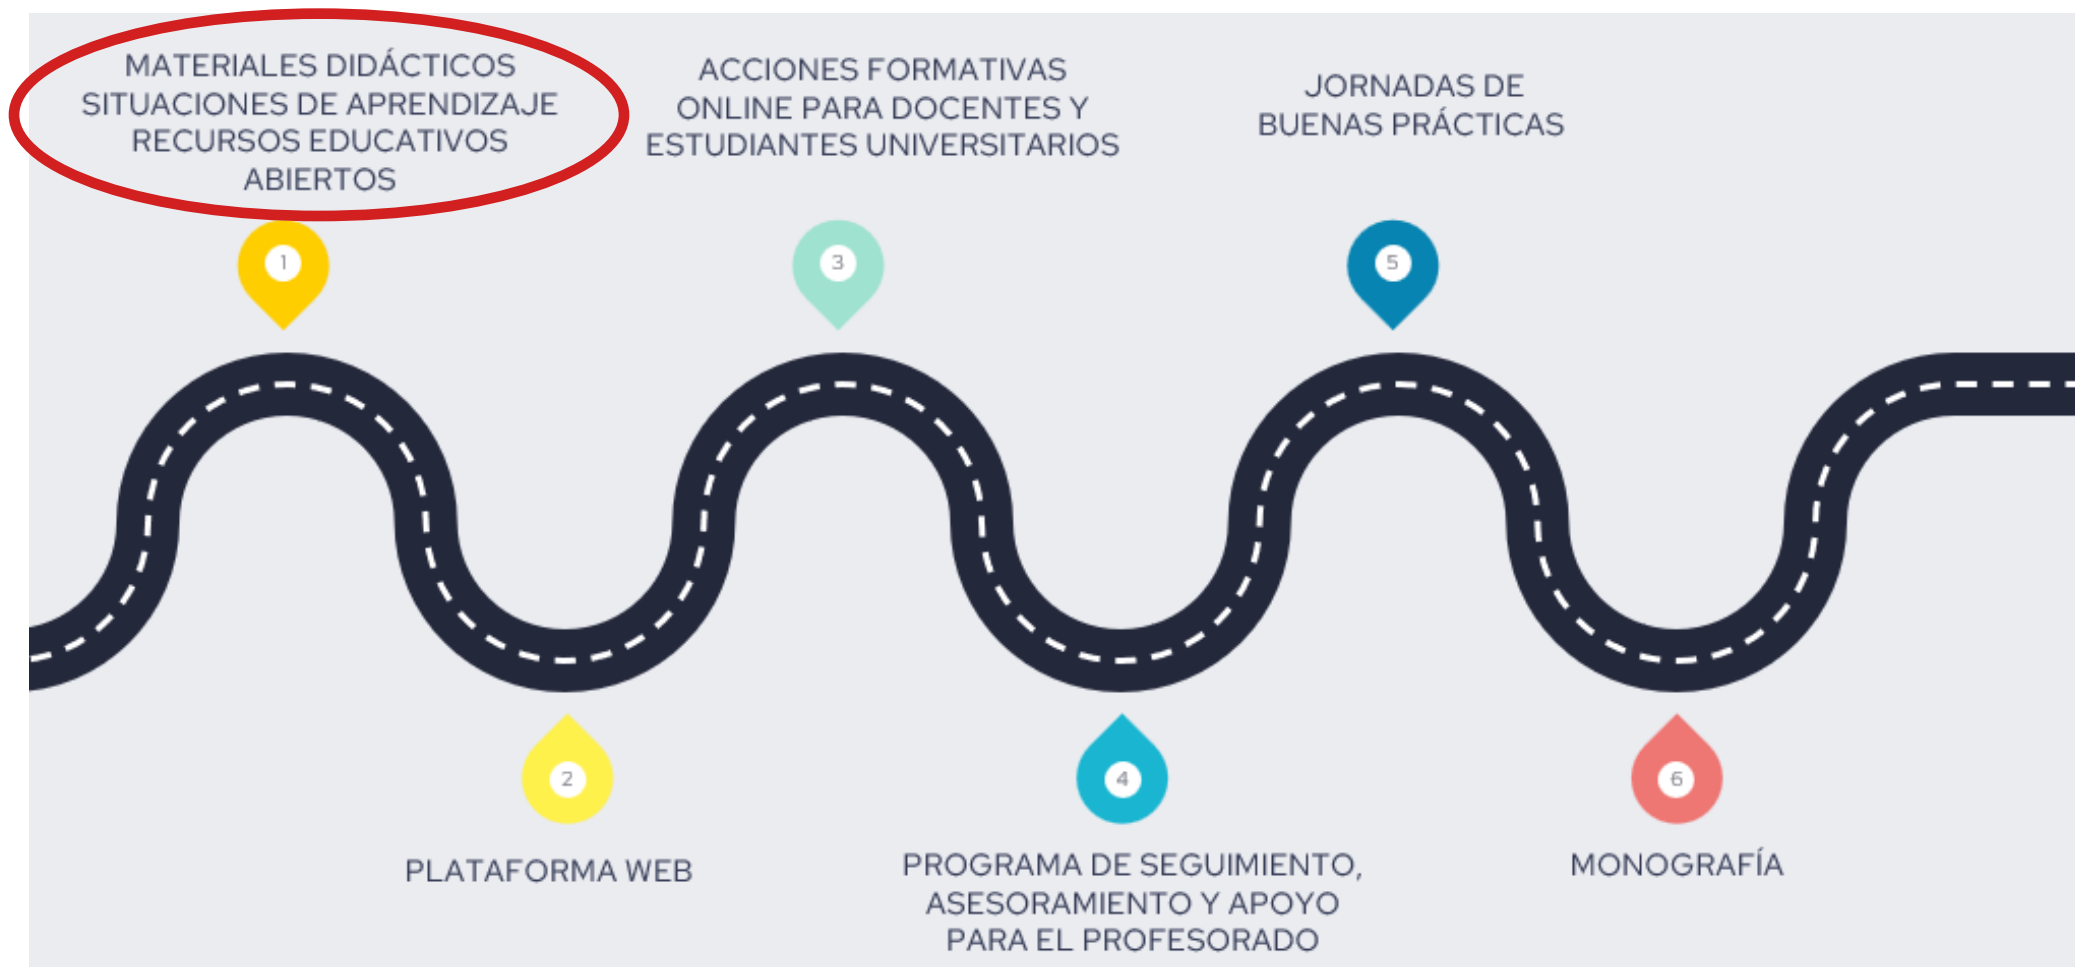 MATERIALES DIDÁCTICOS
SITUACIONES DE APRENDIZAJE
RECURSOS EDUCATIVOS
ABIERTOS
1
PLATAFORMA WEB
2
ACCIONES FORMATIVAS
ONLINE PARA DOCENTES Y
ESTUDIANTES UNIVERSITARIOS
3
4
PROGRAMA DE SEGUIMIENTO,
ASESORAMIENTO Y APOYO
PARA EL PROFESORADO
JORNADAS DE
BUENAS PRÁCTICAS
5
6
MONOGRAFÍA